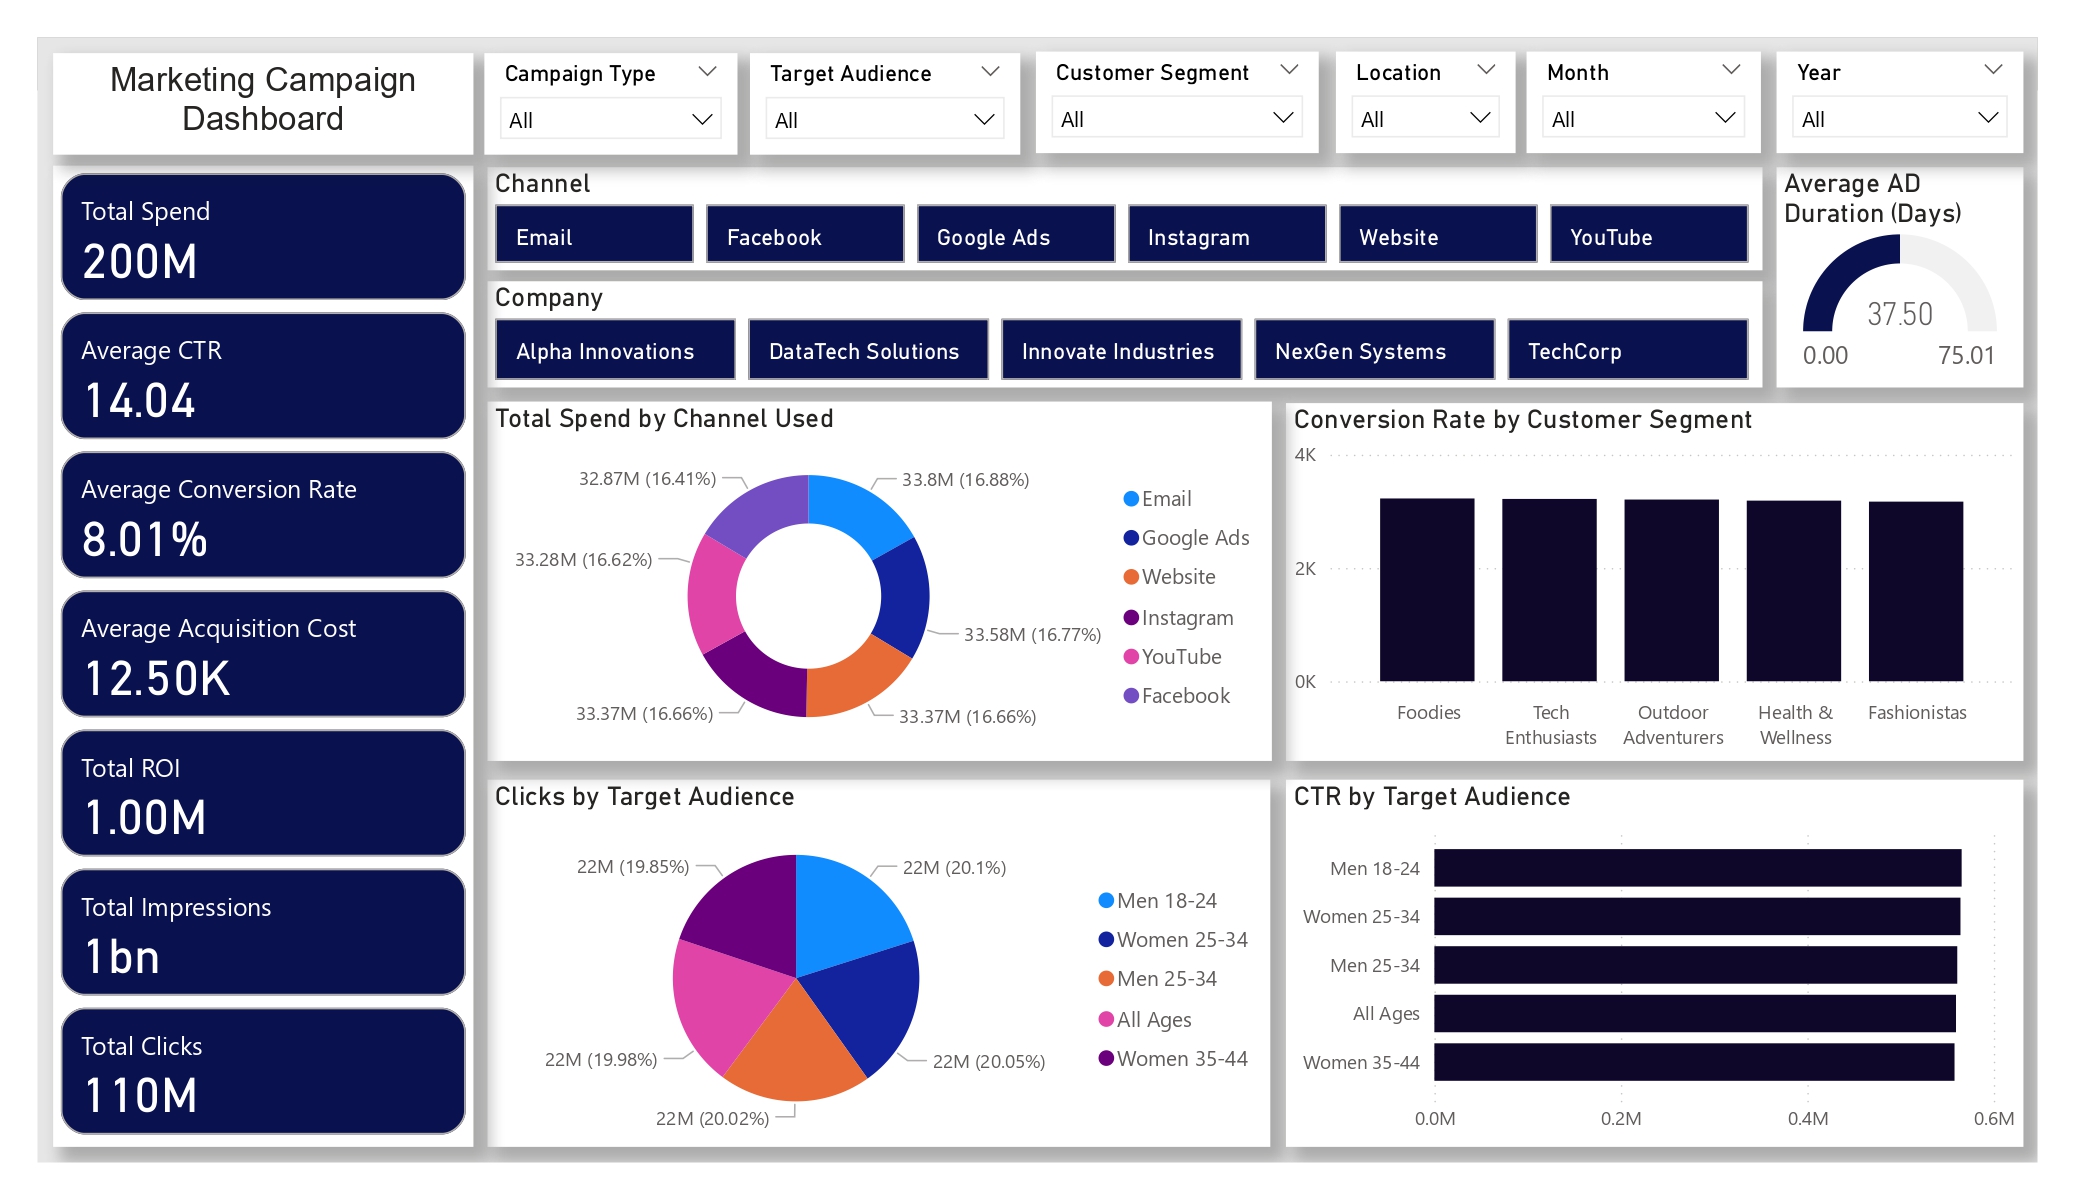 Marketing Campaign
Dashboard
Campaign Type
All
Target Audience
All
Customer Segment
All
Location
All
Month
All
Year
All
Total Spend
200M
Average CTR
14.04
Average Conversion Rate
8.01%
Average Acquisition Cost
12.50K
Total ROI
1.00M
Total Impressions
1bn
Total Clicks
110M
Channel
Email
Facebook
Google Ads
Instagram
Website
YouTube
Company
Alpha Innovations
DataTech Solutions
Innovate Industries
NexGen Systems
TechCorp
Average AD
Duration (Days)
37.50
0.00
75.01
Total Spend by Channel Used
32.87M (16.41%)
33.8M (16.88%)
33.28M (16.62%)
33.58M (16.77%)
33.37M (16.66%)
33.37M (16.66%)
Email
Google Ads
Website
Instagram
YouTube
Facebook
Conversion Rate by Customer Segment
4K
2K
0K
Foodies
Tech
Enthusiasts
Outdoor
Adventurers
Health &
Wellness
Fashionistas
Clicks by Target Audience
22M (19.85%)
22M (20.1%)
22M (19.98%)
22M (20.05%)
22M (20.02%)
Men 18-24
Women 25-34
Men 25-34
All Ages
Women 35-44
CTR by Target Audience
Men 18-24
Women 25-34
Men 25-34
All Ages
Women 35-44
0.0M
0.2M
0.4M
0.6M